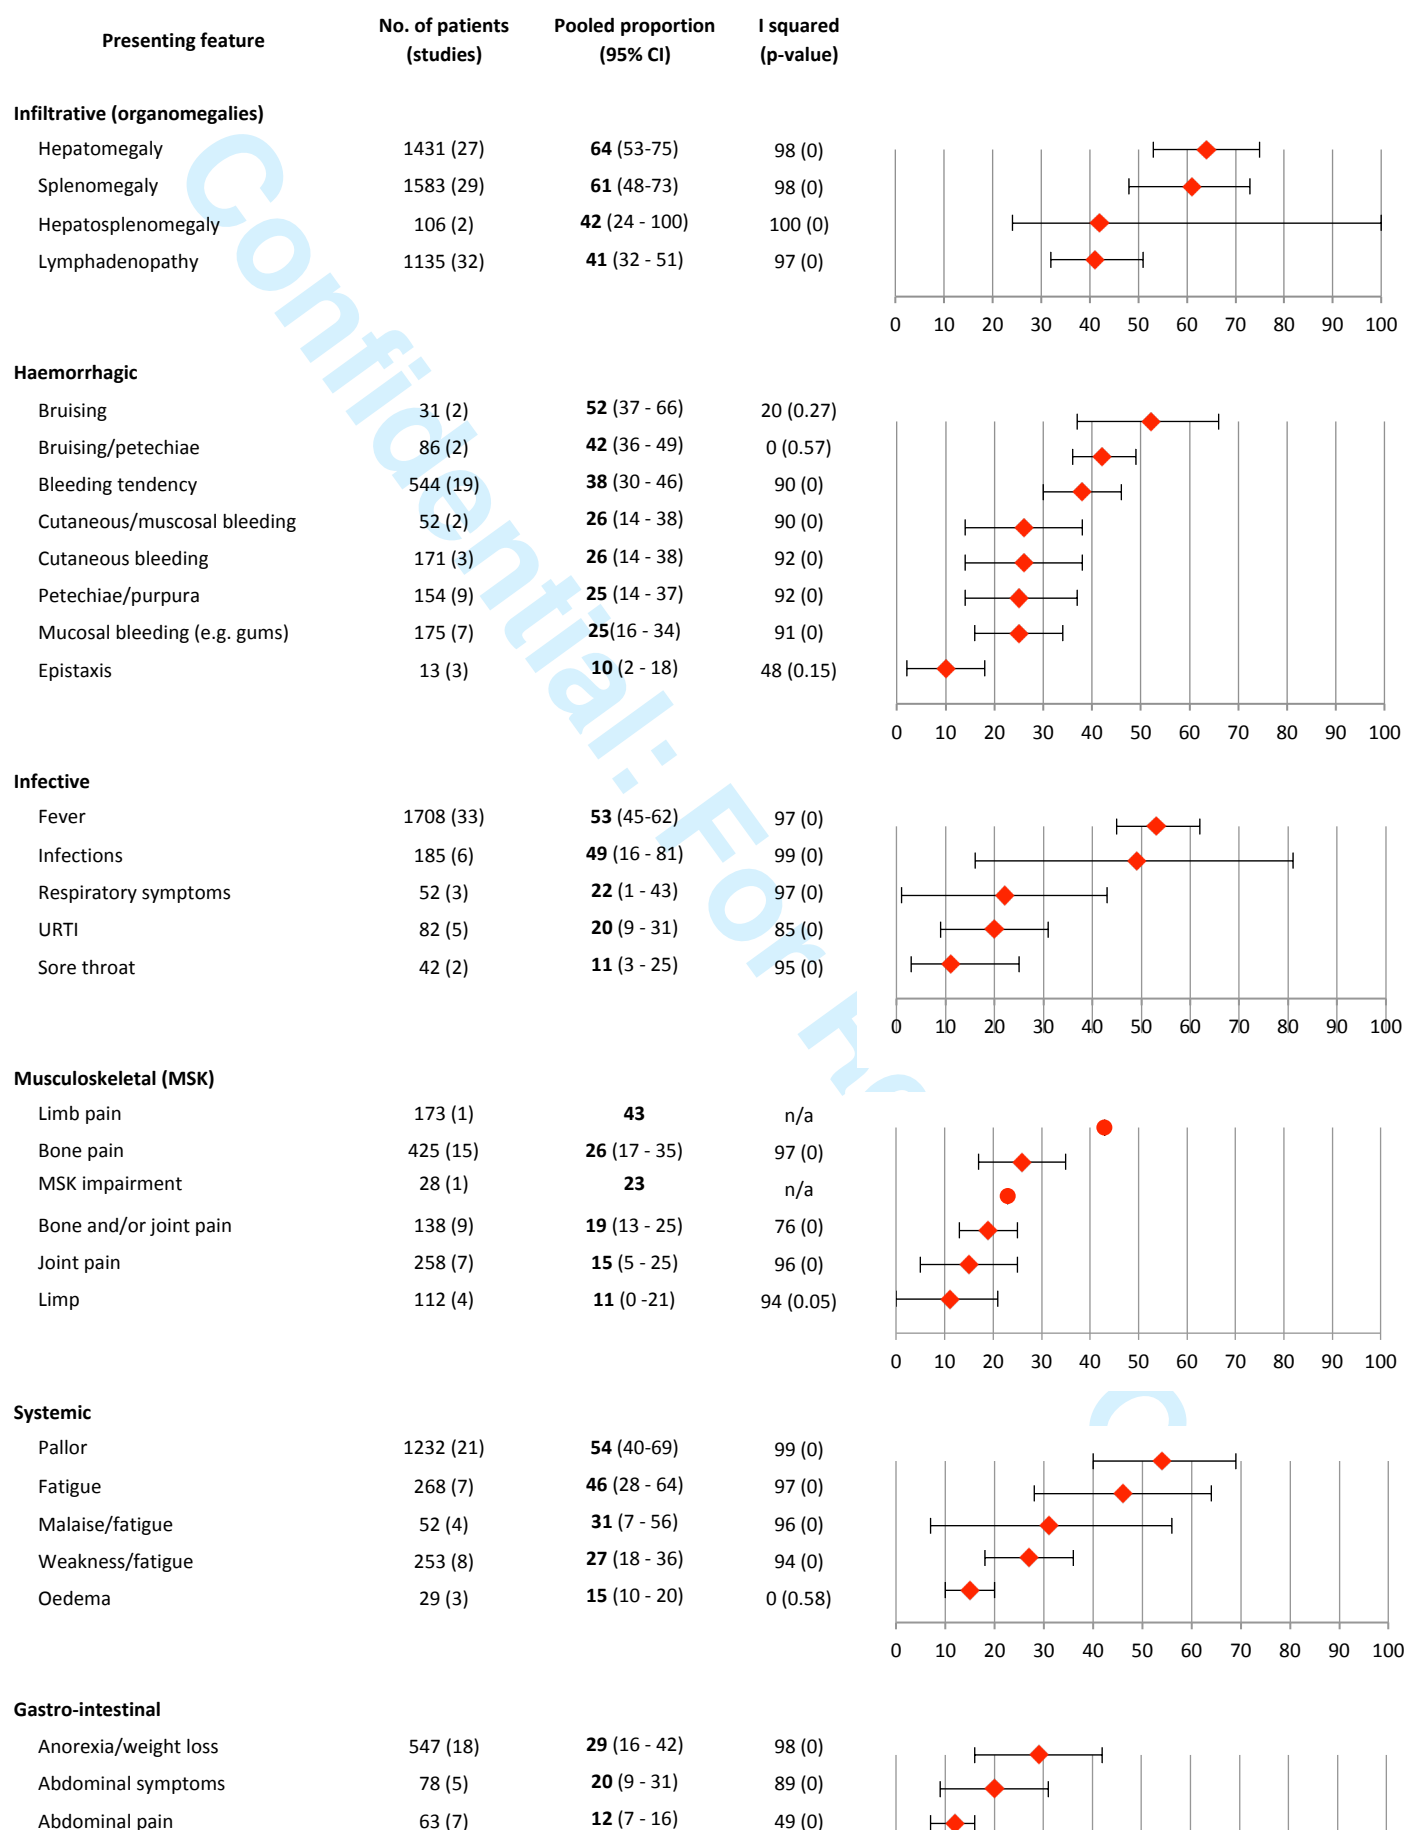 Presenting feature No. of patients (studies) Pooled proportion (95% CI) I squared (p-value)
Infiltrative (organomegalies)
Hepatomegaly 1431 (27) 64 (53-75) 98 (0)
Splenomegaly 1583 (29) 61 (48-73) 98 (0)
Hepatosplenomegaly 106 (2) 42 (24 - 100) 100 (0)
Lymphadenopathy 1135 (32) 41 (32 - 51) 97 (0)
0 10 20 30 40 50 60 70 80 90 100
Haemorrhagic
Bruising 31 (2) 52 (37 - 66) 20 (0.27)
Bruising/petechiae 86 (2) 42 (36 - 49) 0 (0.57)
Bleeding tendency 544 (19) 38 (30 - 46) 90 (0)
Cutaneous/muscosal bleeding 52 (2) 26 (14 - 38) 90 (0)
Cutaneous bleeding 171 (3) 26 (14 - 38) 92 (0)
Petechiae/purpura 154 (9) 25 (14 - 37) 92 (0)
Mucosal bleeding (e.g. gums) 175 (7) 25(16 - 34) 91 (0)
Epistaxis 13 (3) 10 (2 - 18) 48 (0.15)
0 10 20 30 40 50 60 70 80 90 100
Infective
Fever 1708 (33) 53 (45-62) 97 (0)
Infections 185 (6) 49 (16 - 81) 99 (0)
Respiratory symptoms 52 (3) 22 (1 - 43) 97 (0)
URTI 82 (5) 20 (9 - 31) 85 (0)
Sore throat 42 (2) 11 (3 - 25) 95 (0)
0 10 20 30 40 50 60 70 80 90 100
Musculoskeletal (MSK)
Limb pain 173 (1) 43 n/a
Bone pain 425 (15) 26 (17 - 35) 97 (0)
MSK impairment 28 (1) 23 n/a
Bone and/or joint pain 138 (9) 19 (13 - 25) 76 (0)
Joint pain 258 (7) 15 (5 - 25) 96 (0)
Limp 112 (4) 11 (0 -21) 94 (0.05)
0 10 20 30 40 50 60 70 80 90 100
Systemic
Pallor 1232 (21) 54 (40-69) 99 (0)
Fatigue 268 (7) 46 (28 - 64) 97 (0)
Malaise/fatigue 52 (4) 31 (7 - 56) 96 (0)
Weakness/fatigue 253 (8) 27 (18 - 36) 94 (0)
Oedema 29 (3) 15 (10 - 20) 0 (0.58)
0 10 20 30 40 50 60 70 80 90 100
Gastro-intestinal
Anorexia/weight loss 547 (18) 29 (16 - 42) 98 (0)
Abdominal symptoms 78 (5) 20 (9 - 31) 89 (0)
Abdominal pain 63 (7) 12 (7 - 16) 49 (0)
Confidential: For